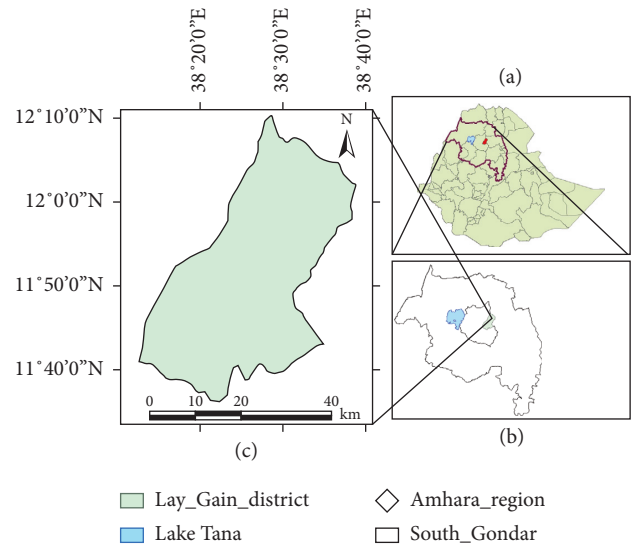 38°20'0"E
38°30'0"E
38°40'0"E
(a)
12°10'0"N
N
12°0'0"N
11°50'0"N
11°40'0"N
0 10 20 40
km
(c)
(b)
Lay_Gain_district
Amhara_region
Lake Tana
South_Gondar